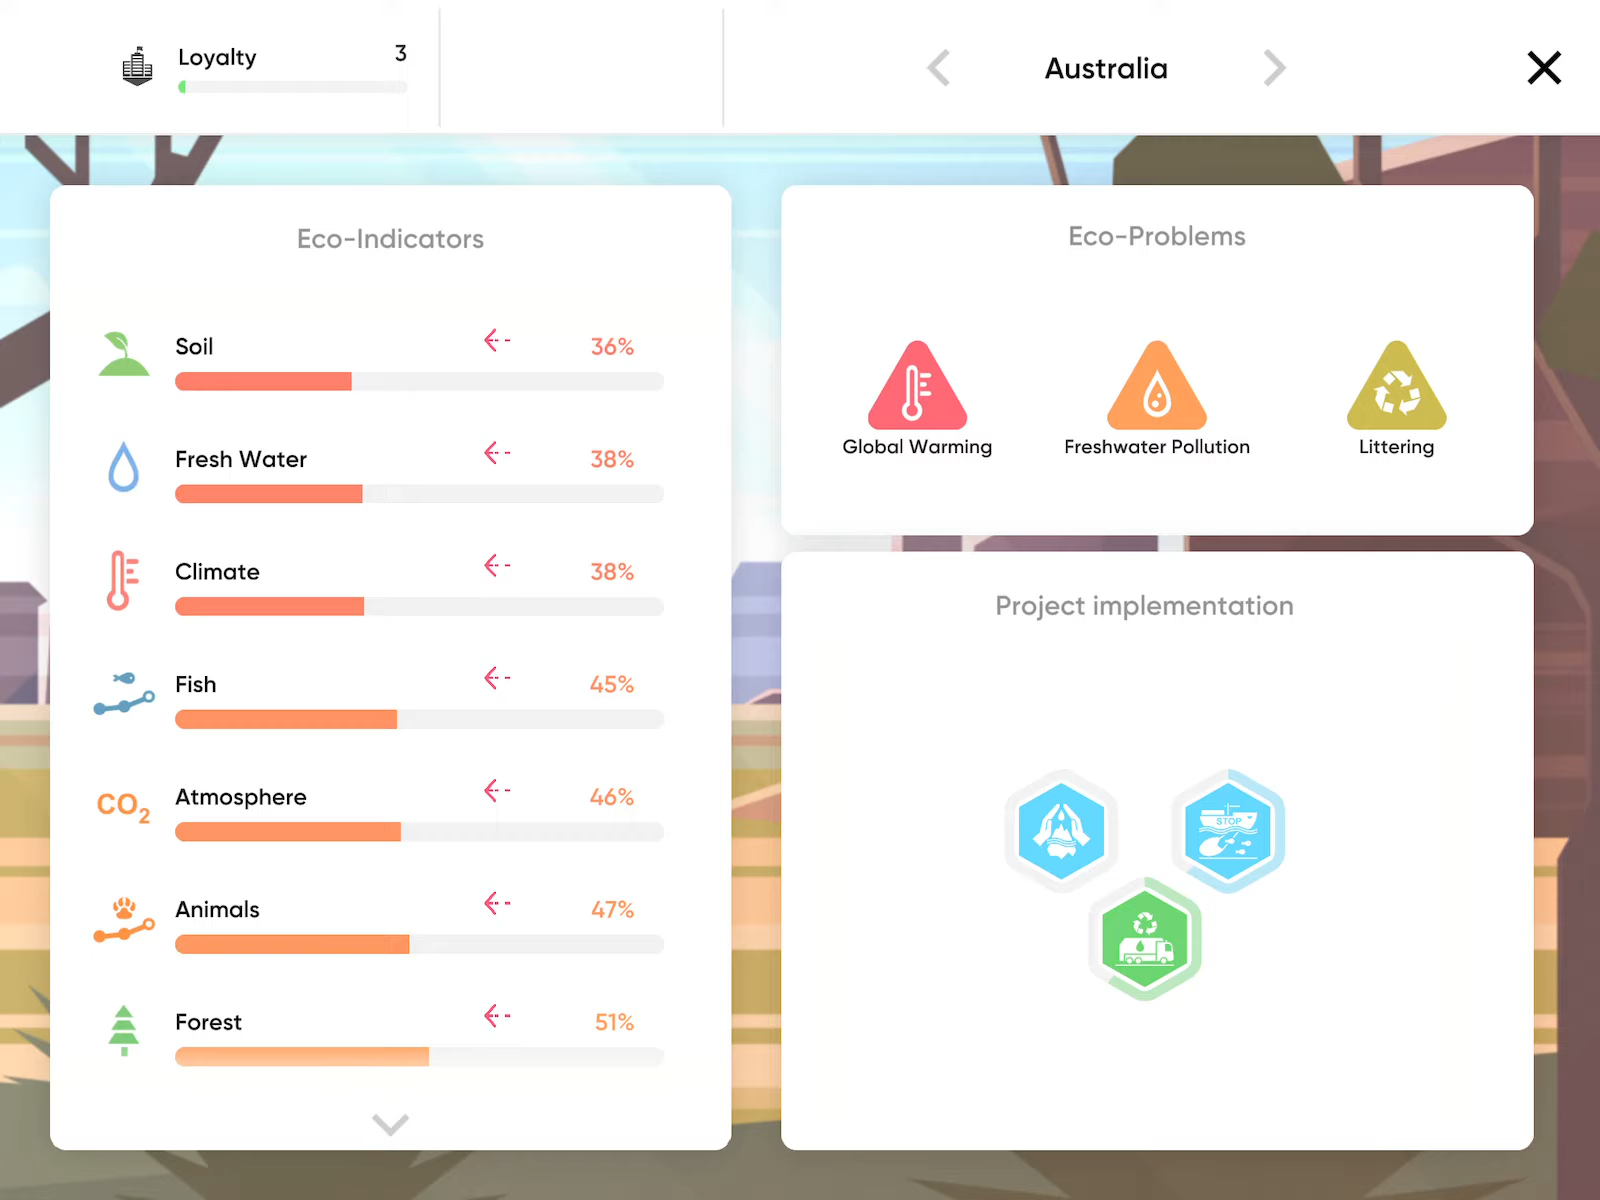 Loyalty 3
Australia
Eco-Indicators
Soil 36%
Fresh Water 38%
Climate 38%
Fish 45%
CO2 Atmosphere 46%
Animals 47%
Forest 51%
Eco-Problems
Global Warming Freshwater Pollution Littering
Project implementation
STOP